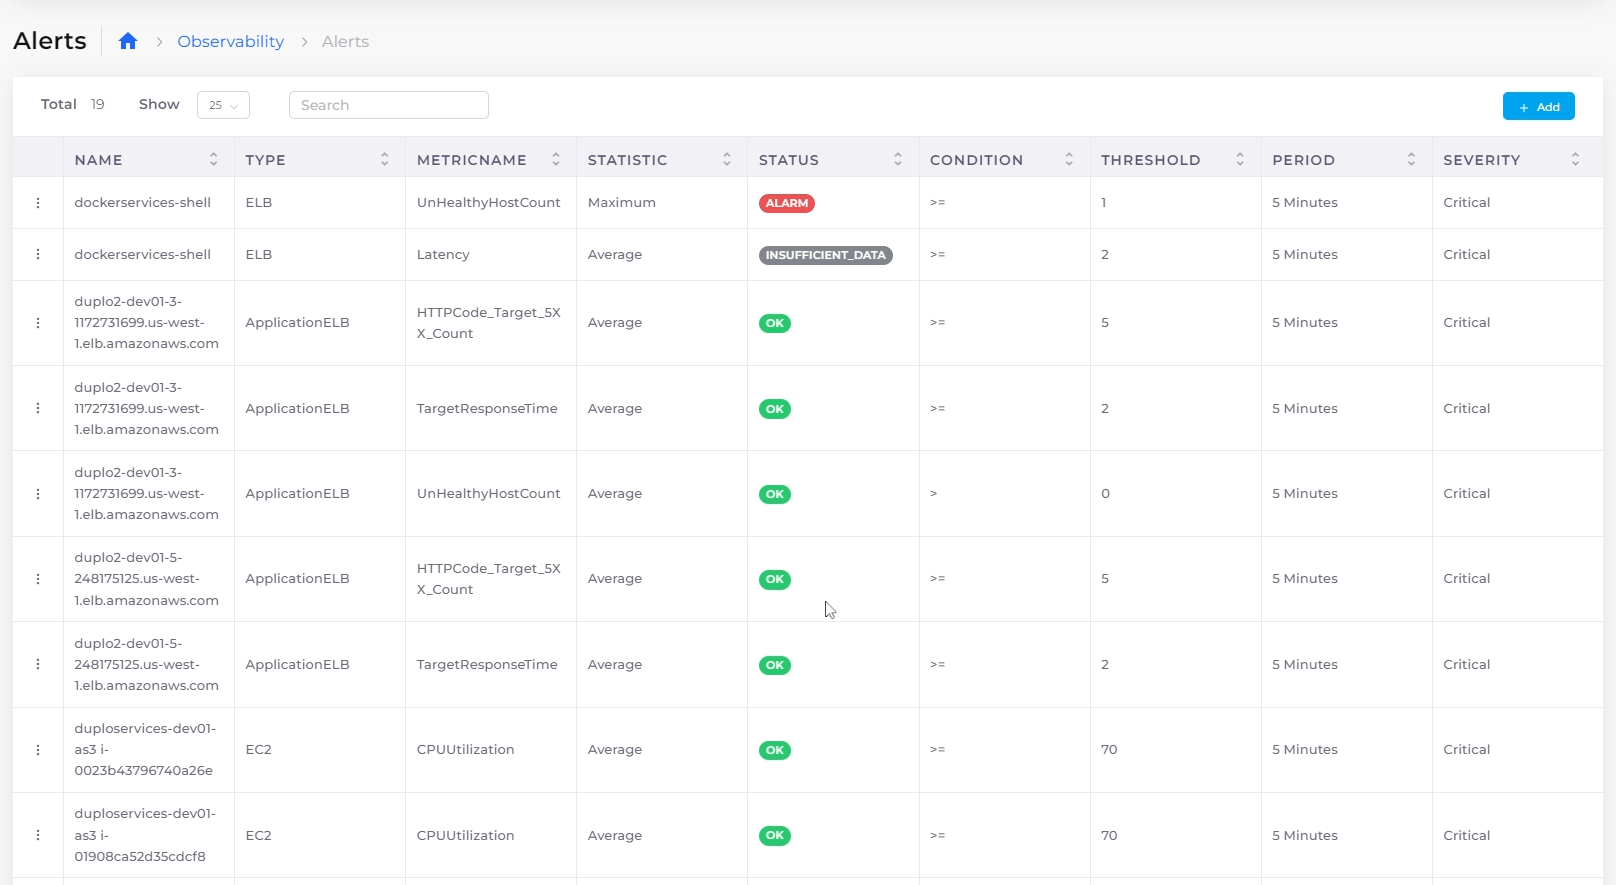 Alerts Observability Alerts
Total 19 Show 25 Search + Add
NAME TYPE METRICNAME STATISTIC STATUS CONDITION THRESHOLD PERIOD SEVERITY
dockerservices-shell ELB UnHealthyHostCount Maximum ALARM >= 1 5 Minutes Critical
dockerservices-shell ELB Latency Average INSUFFICIENT_DATA >= 2 5 Minutes Critical
duplo2-dev01-3-
1172731699.us-west-
1.elb.amazonaws.com
ApplicationELB
HTTPCode_Target_5X
X_Count
Average OK >= 5 5 Minutes Critical
duplo2-dev01-3-
1172731699.us-west-
1.elb.amazonaws.com
ApplicationELB TargetResponseTime Average OK >= 2 5 Minutes Critical
duplo2-dev01-3-
1172731699.us-west-
1.elb.amazonaws.com
ApplicationELB UnHealthyHostCount Average OK > 0 5 Minutes Critical
duplo2-dev01-5-
248175125.us-west-
1.elb.amazonaws.com
ApplicationELB
HTTPCode_Target_5X
X_Count
Average OK >= 5 5 Minutes Critical
duplo2-dev01-5-
248175125.us-west-
1.elb.amazonaws.com
ApplicationELB TargetResponseTime Average OK >= 2 5 Minutes Critical
duploservices-dev01-
as3 i-
0023b43796740a26e
EC2 CPUUtilization Average OK >= 70 5 Minutes Critical
duploservices-dev01-
as3 i-
01908ca52d35cdcf8
EC2 CPUUtilization Average OK >= 70 5 Minutes Critical